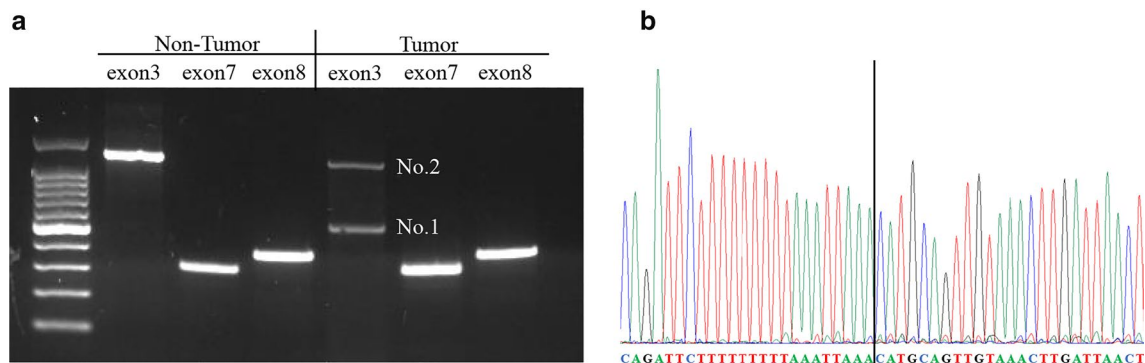 a
b
Non-Tumor Tumor
exon3 exon7 exon8 exon3 exon7 exon8
No.2
No.1
CAGATTCTTTTTTTTTAAATTAAACATGCAGTTGTAAACTTGATTAACT